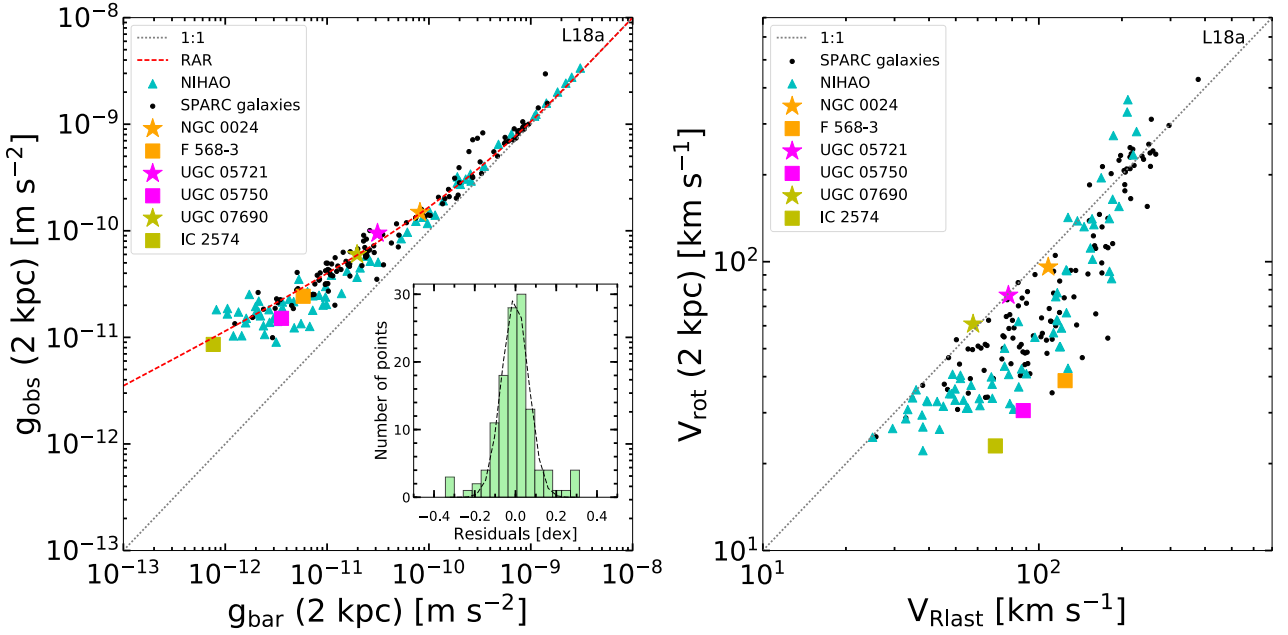 L18a
1:1
RAR
NIHAO
SPARC galaxies
NGC 0024
F 568-3
UGC 05721
UGC 05750
UGC 07690
IC 2574
10⁻⁸
10⁻⁹
10⁻¹⁰
10⁻¹¹
10⁻¹²
10⁻¹³
g_obs (2 kpc) [m s⁻²]
30
20
10
0
Number of points
−0.4 −0.2 0.0 0.2 0.4
Residuals [dex]
10⁻¹³ 10⁻¹² 10⁻¹¹ 10⁻¹⁰ 10⁻⁹ 10⁻⁸
g_bar (2 kpc) [m s⁻²]
L18a
1:1
SPARC galaxies
NIHAO
NGC 0024
F 568-3
UGC 05721
UGC 05750
UGC 07690
IC 2574
10²
10¹
V_rot (2 kpc) [km s⁻¹]
10¹ 10²
V_Rlast [km s⁻¹]